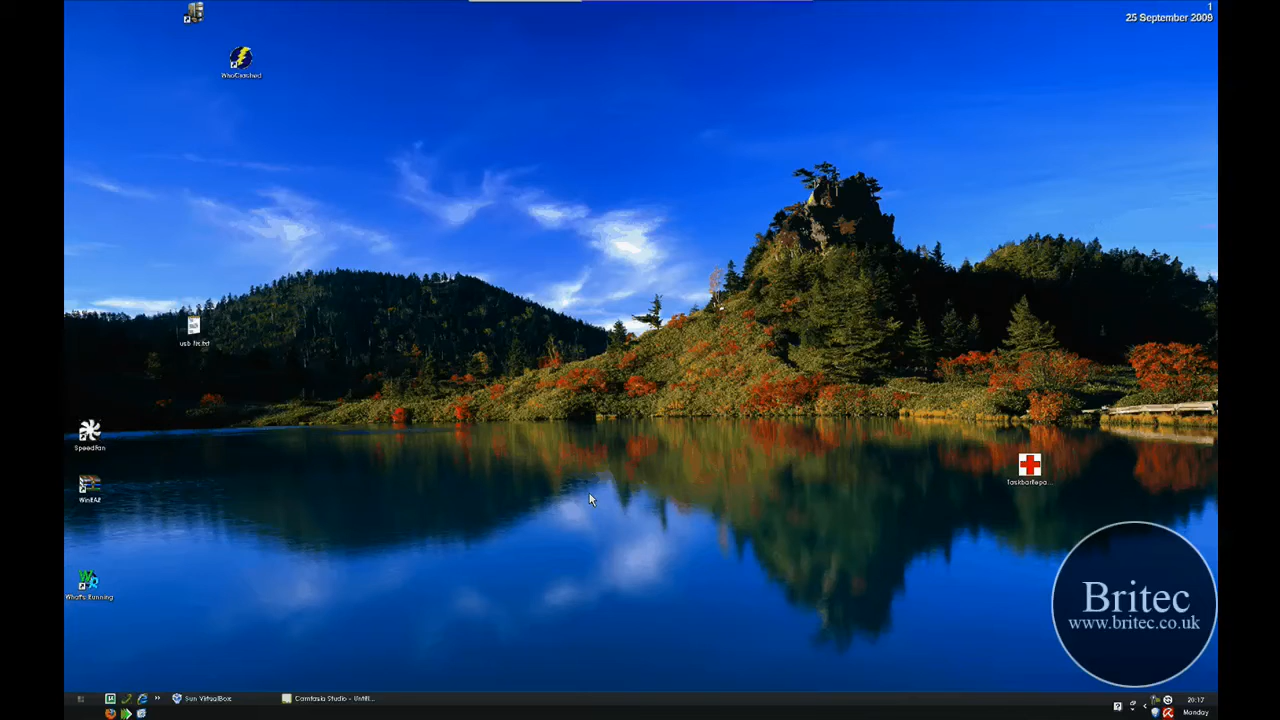 1
25 September 2009
WhoCrashed
usb fix.txt
SpeedFan
WinRAR
TaskbarRepa...
What's Running
Britec
www.britec.co.uk
Sun VirtualBox
Camtasia Studio - Untitl...
20:17
Monday